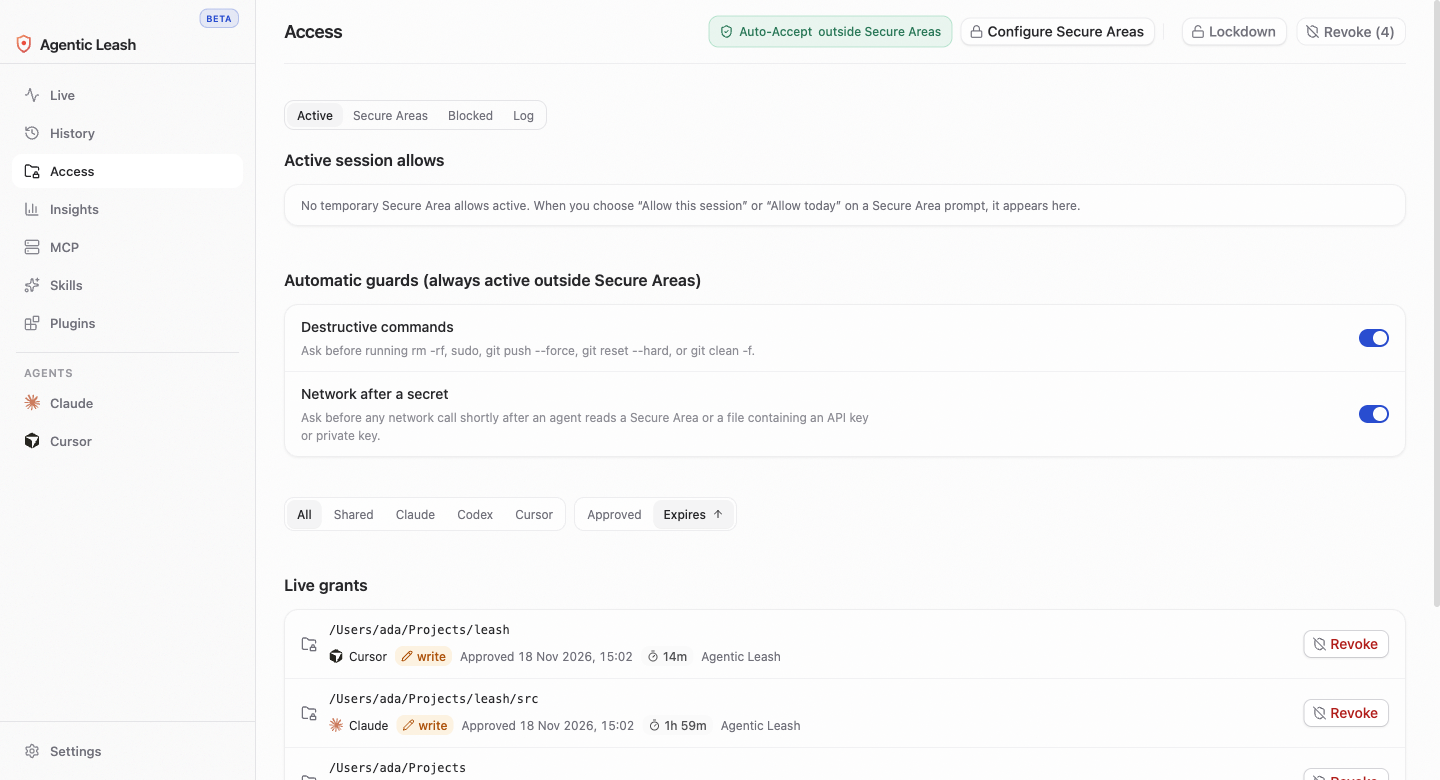 BETA
Agentic Leash
Live
History
Access
Insights
MCP
Skills
Plugins
AGENTS
Claude
Cursor
Settings
Access
Auto-Accept outside Secure Areas
Configure Secure Areas
Lockdown
Revoke (4)
Active
Secure Areas
Blocked
Log
Active session allows
No temporary Secure Area allows active. When you choose “Allow this session” or “Allow today” on a Secure Area prompt, it appears here.
Automatic guards (always active outside Secure Areas)
Destructive commands
Ask before running rm -rf, sudo, git push --force, git reset --hard, or git clean -f.
Network after a secret
Ask before any network call shortly after an agent reads a Secure Area or a file containing an API key
or private key.
All
Shared
Claude
Codex
Cursor
Approved
Expires ↑
Live grants
/Users/ada/Projects/leash
Cursor write Approved 18 Nov 2026, 15:02 14m Agentic Leash
Revoke
/Users/ada/Projects/leash/src
Claude write Approved 18 Nov 2026, 15:02 1h 59m Agentic Leash
Revoke
/Users/ada/Projects
Revoke